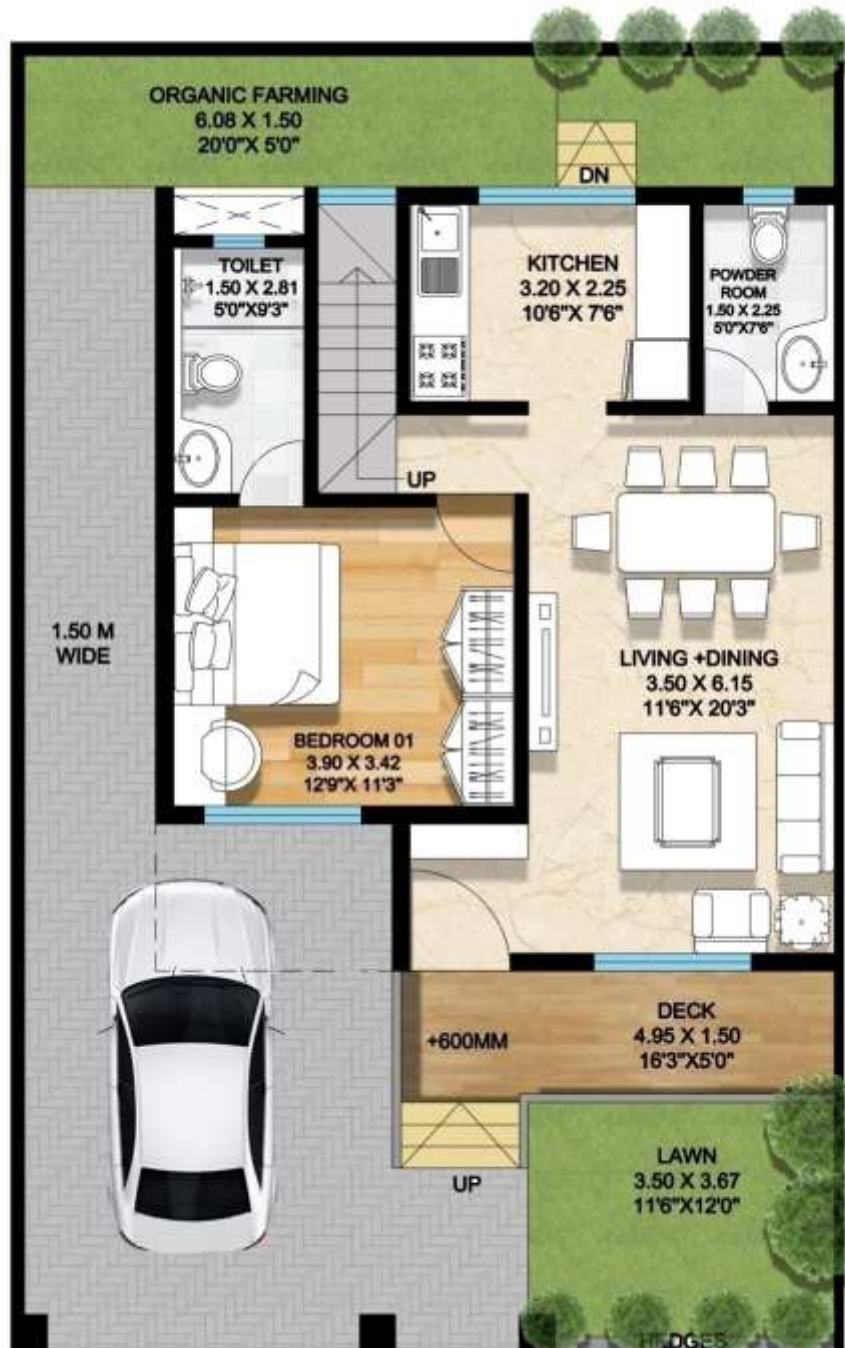 ORGANIC FARMING
6.08 X 1.50
20'0"X 5'0"
DN
TOILET
1.50 X 2.81
5'0"X9'3"
KITCHEN
3.20 X 2.25
10'6"X 7'6"
POWDER
ROOM
1.50 X 2.25
5'0"X7'6"
UP
1.50 M
WIDE
LIVING +DINING
3.50 X 6.15
11'6"X 20'3"
BEDROOM 01
3.90 X 3.42
12'9"X 11'3"
+600MM
DECK
4.95 X 1.50
16'3"X5'0"
UP
LAWN
3.50 X 3.67
11'6"X12'0"
HEDGES